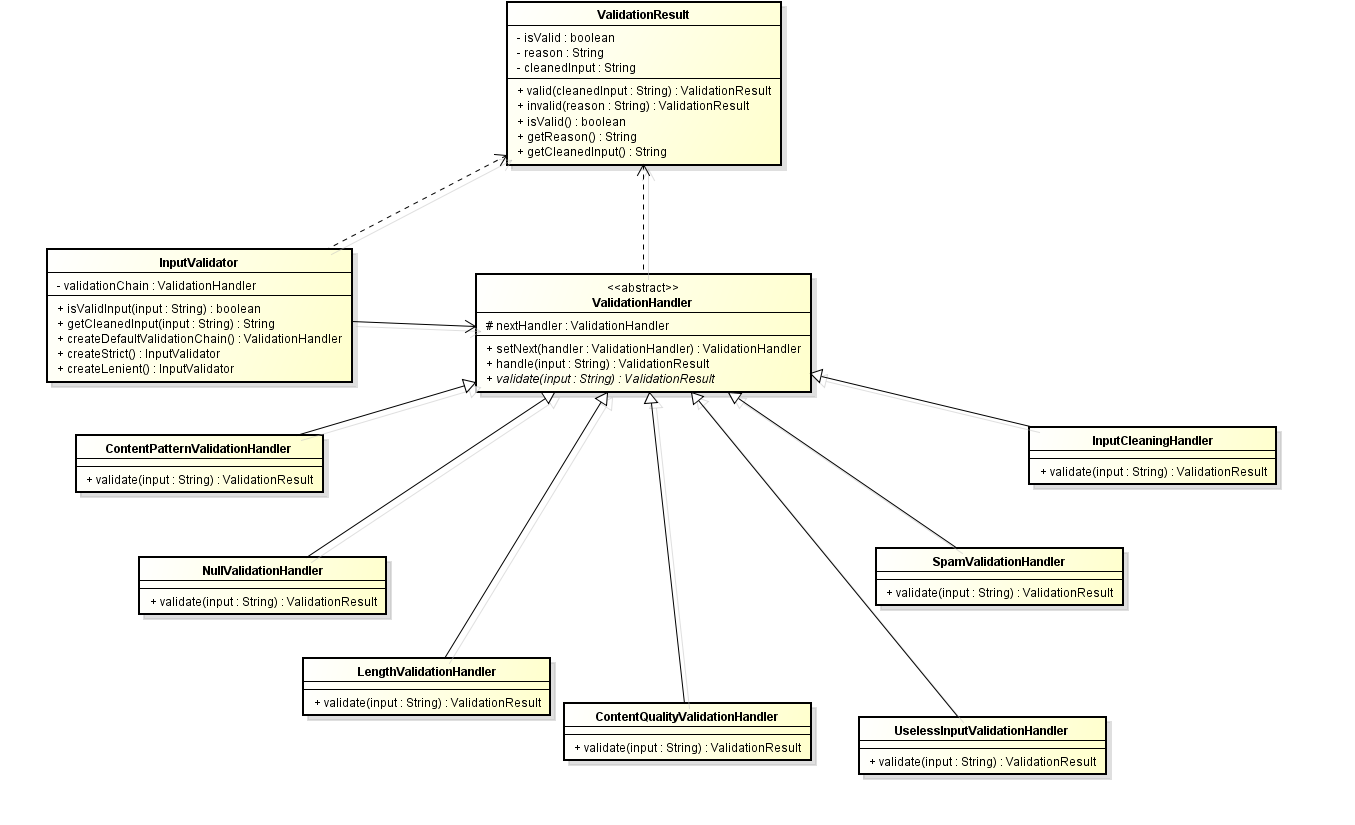 ValidationResult
- isValid : boolean
- reason : String
- cleanedInput : String
+ valid(cleanedInput : String) : ValidationResult
+ invalid(reason : String) : ValidationResult
+ isValid() : boolean
+ getReason() : String
+ getCleanedInput() : String
InputValidator
- validationChain : ValidationHandler
+ isValidInput(input : String) : boolean
+ getCleanedInput(input : String) : String
+ createDefaultValidationChain() : ValidationHandler
+ createStrict() : InputValidator
+ createLenient() : InputValidator
<<abstract>>
ValidationHandler
# nextHandler : ValidationHandler
+ setNext(handler : ValidationHandler) : ValidationHandler
+ handle(input : String) : ValidationResult
+ validate(input : String) : ValidationResult
ContentPatternValidationHandler
+ validate(input : String) : ValidationResult
InputCleaningHandler
+ validate(input : String) : ValidationResult
NullValidationHandler
+ validate(input : String) : ValidationResult
SpamValidationHandler
+ validate(input : String) : ValidationResult
LengthValidationHandler
+ validate(input : String) : ValidationResult
ContentQualityValidationHandler
+ validate(input : String) : ValidationResult
UselessInputValidationHandler
+ validate(input : String) : ValidationResult